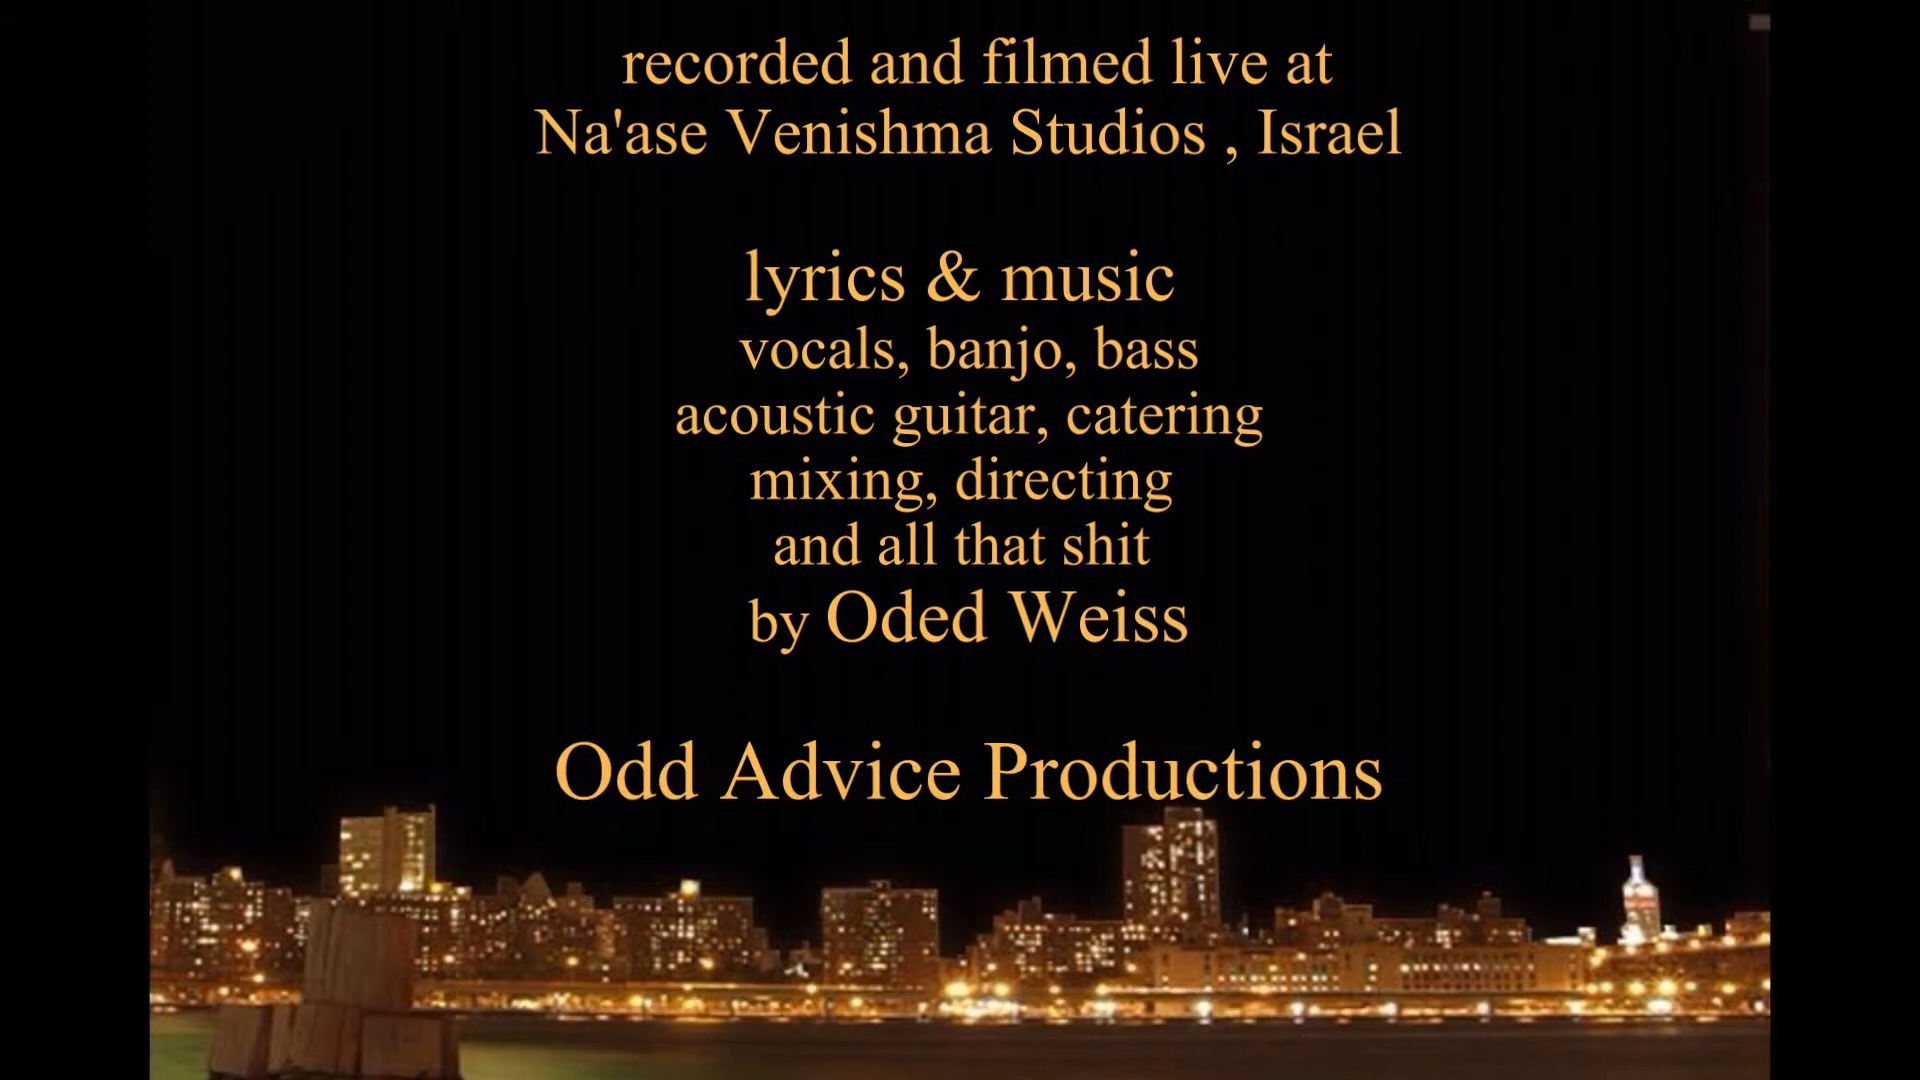 recorded and filmed live at
Na'ase Venishma Studios , Israel
lyrics & music
vocals, banjo, bass
acoustic guitar, catering
mixing, directing
and all that shit
by Oded Weiss
Odd Advice Productions